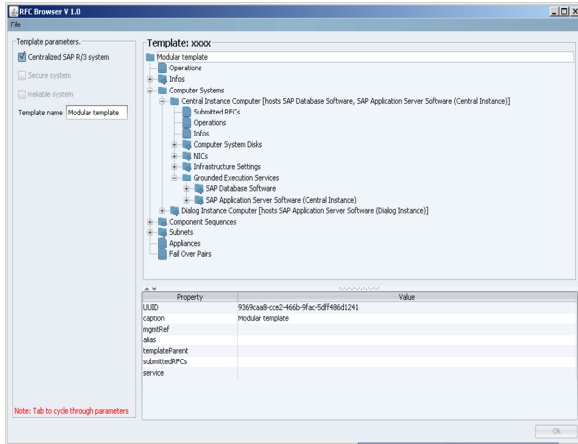 RFC Browser V 1.0
File
Template parameters.
Centralized SAP R/3 system
Secure system
Reliable system
Template name Modular template
Note: Tab to cycle through parameters
Template: xxxx
Modular template
Operations
Infos
Computer Systems
Central Instance Computer [hosts SAP Database Software, SAP Application Server Software (Central Instance)]
Submitted RFCs
Operations
Infos
Computer System Disks
NICs
Infrastructure Settings
Grounded Execution Services
SAP Database Software
SAP Application Server Software (Central Instance)
Dialog Instance Computer [hosts SAP Application Server Software (Dialog Instance)]
Component Sequences
Subnets
Appliances
Fail Over Pairs
Property Value
UUID 9369caa8-cce2-466b-9fac-5dff486d1241
caption Modular template
mgmtRef
alias
templateParent
submittedRFCs
service
Ok